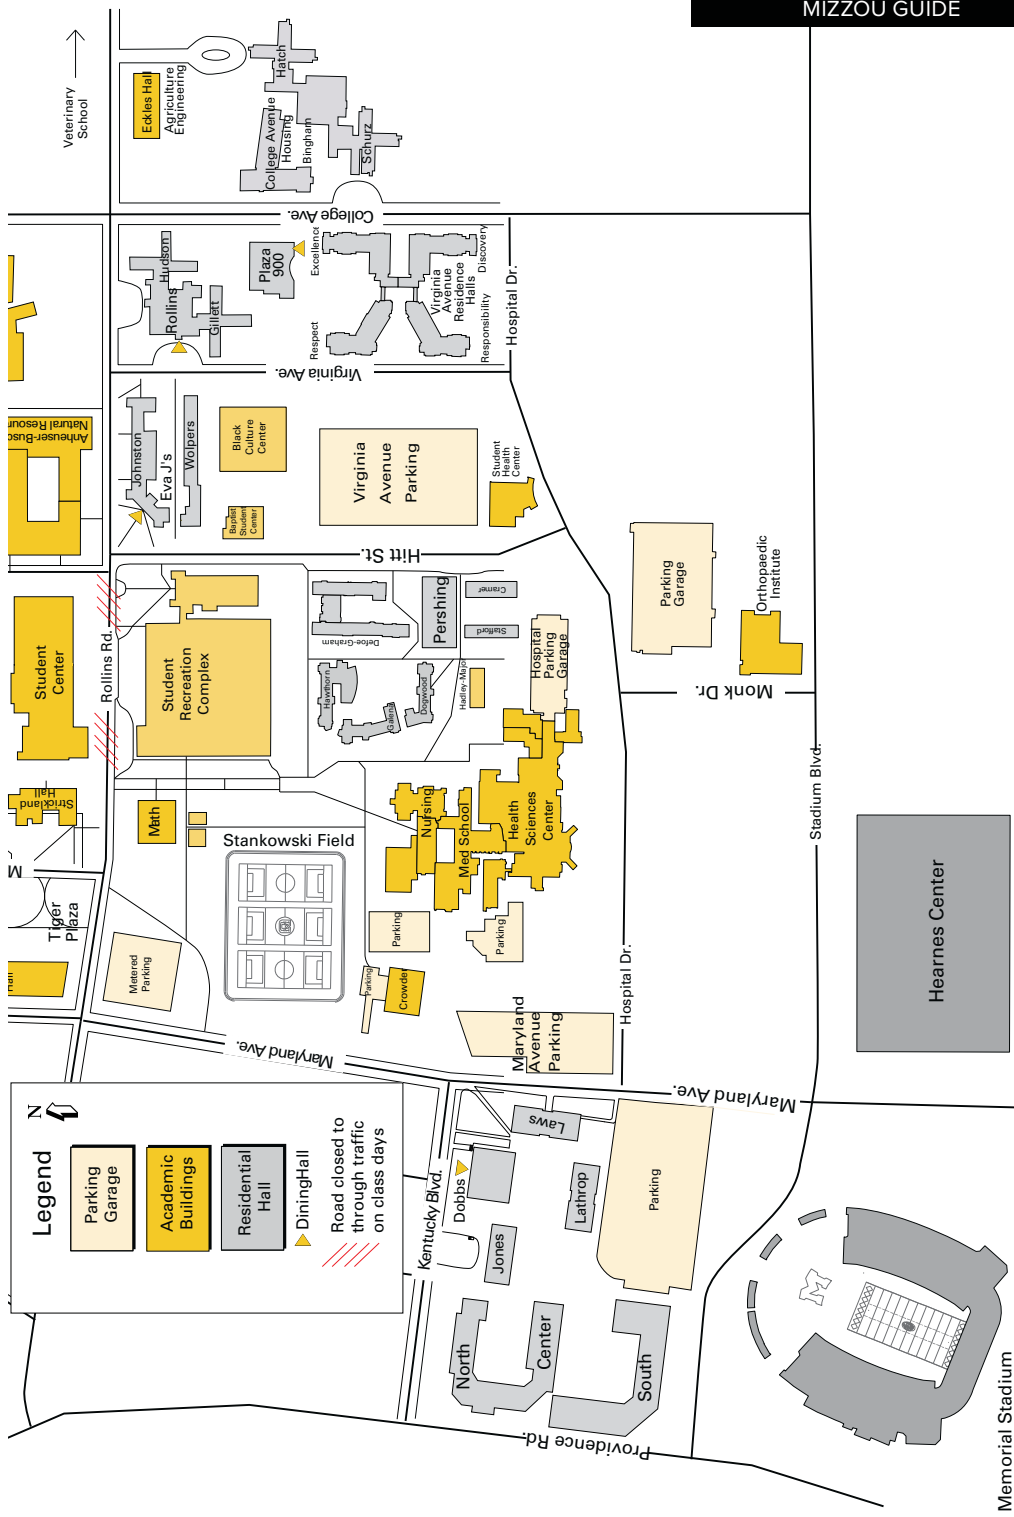 MIZZOU GUIDE
Veterinary
School
Eckles Hall
Agriculture
Engineering
Hatch
College Avenue
Housing
Bingham
Schurz
College Ave.
Hudson
Rollins
Gillett
Plaza
900
Excellence
Discovery
Virginia
Avenue
Residence
Halls
Respect
Responsibility
Hospital Dr.
Virginia Ave.
Anheuser-Busc
Natural Resour
Johnston
Eva J's
Wolpers
Black
Culture
Center
Baptist
Student
Center
Virginia
Avenue
Parking
Student
Health
Center
Hitt St.
Student
Center
Rollins Rd.
Student
Recreation
Complex
Defoe-Graham
Pershing
Cramer
Stafford
Hawthorn
Galena
Dogwood
Hadley-Major
Hospital
Parking
Garage
Parking
Garage
Orthopaedic
Institute
Monk Dr.
Stadium Blvd.
Strickland
Hall
Math
Stankowski Field
Nursing
Med School
Health
Sciences
Center
M
Tiger
Plaza
Hall
Metered
Parking
Parking
Parking
Parking
Crowder
Maryland
Avenue
Parking
Hospital Dr.
Hearnes Center
Maryland Ave.
Maryland Ave.
Legend
N
Parking
Garage
Academic
Buildings
Residential
Hall
DiningHall
Road closed to
through traffic
on class days
Kentucky Blvd.
Dobbs
Laws
Lathrop
Jones
Parking
North
Center
South
Providence Rd.
M
Memorial Stadium